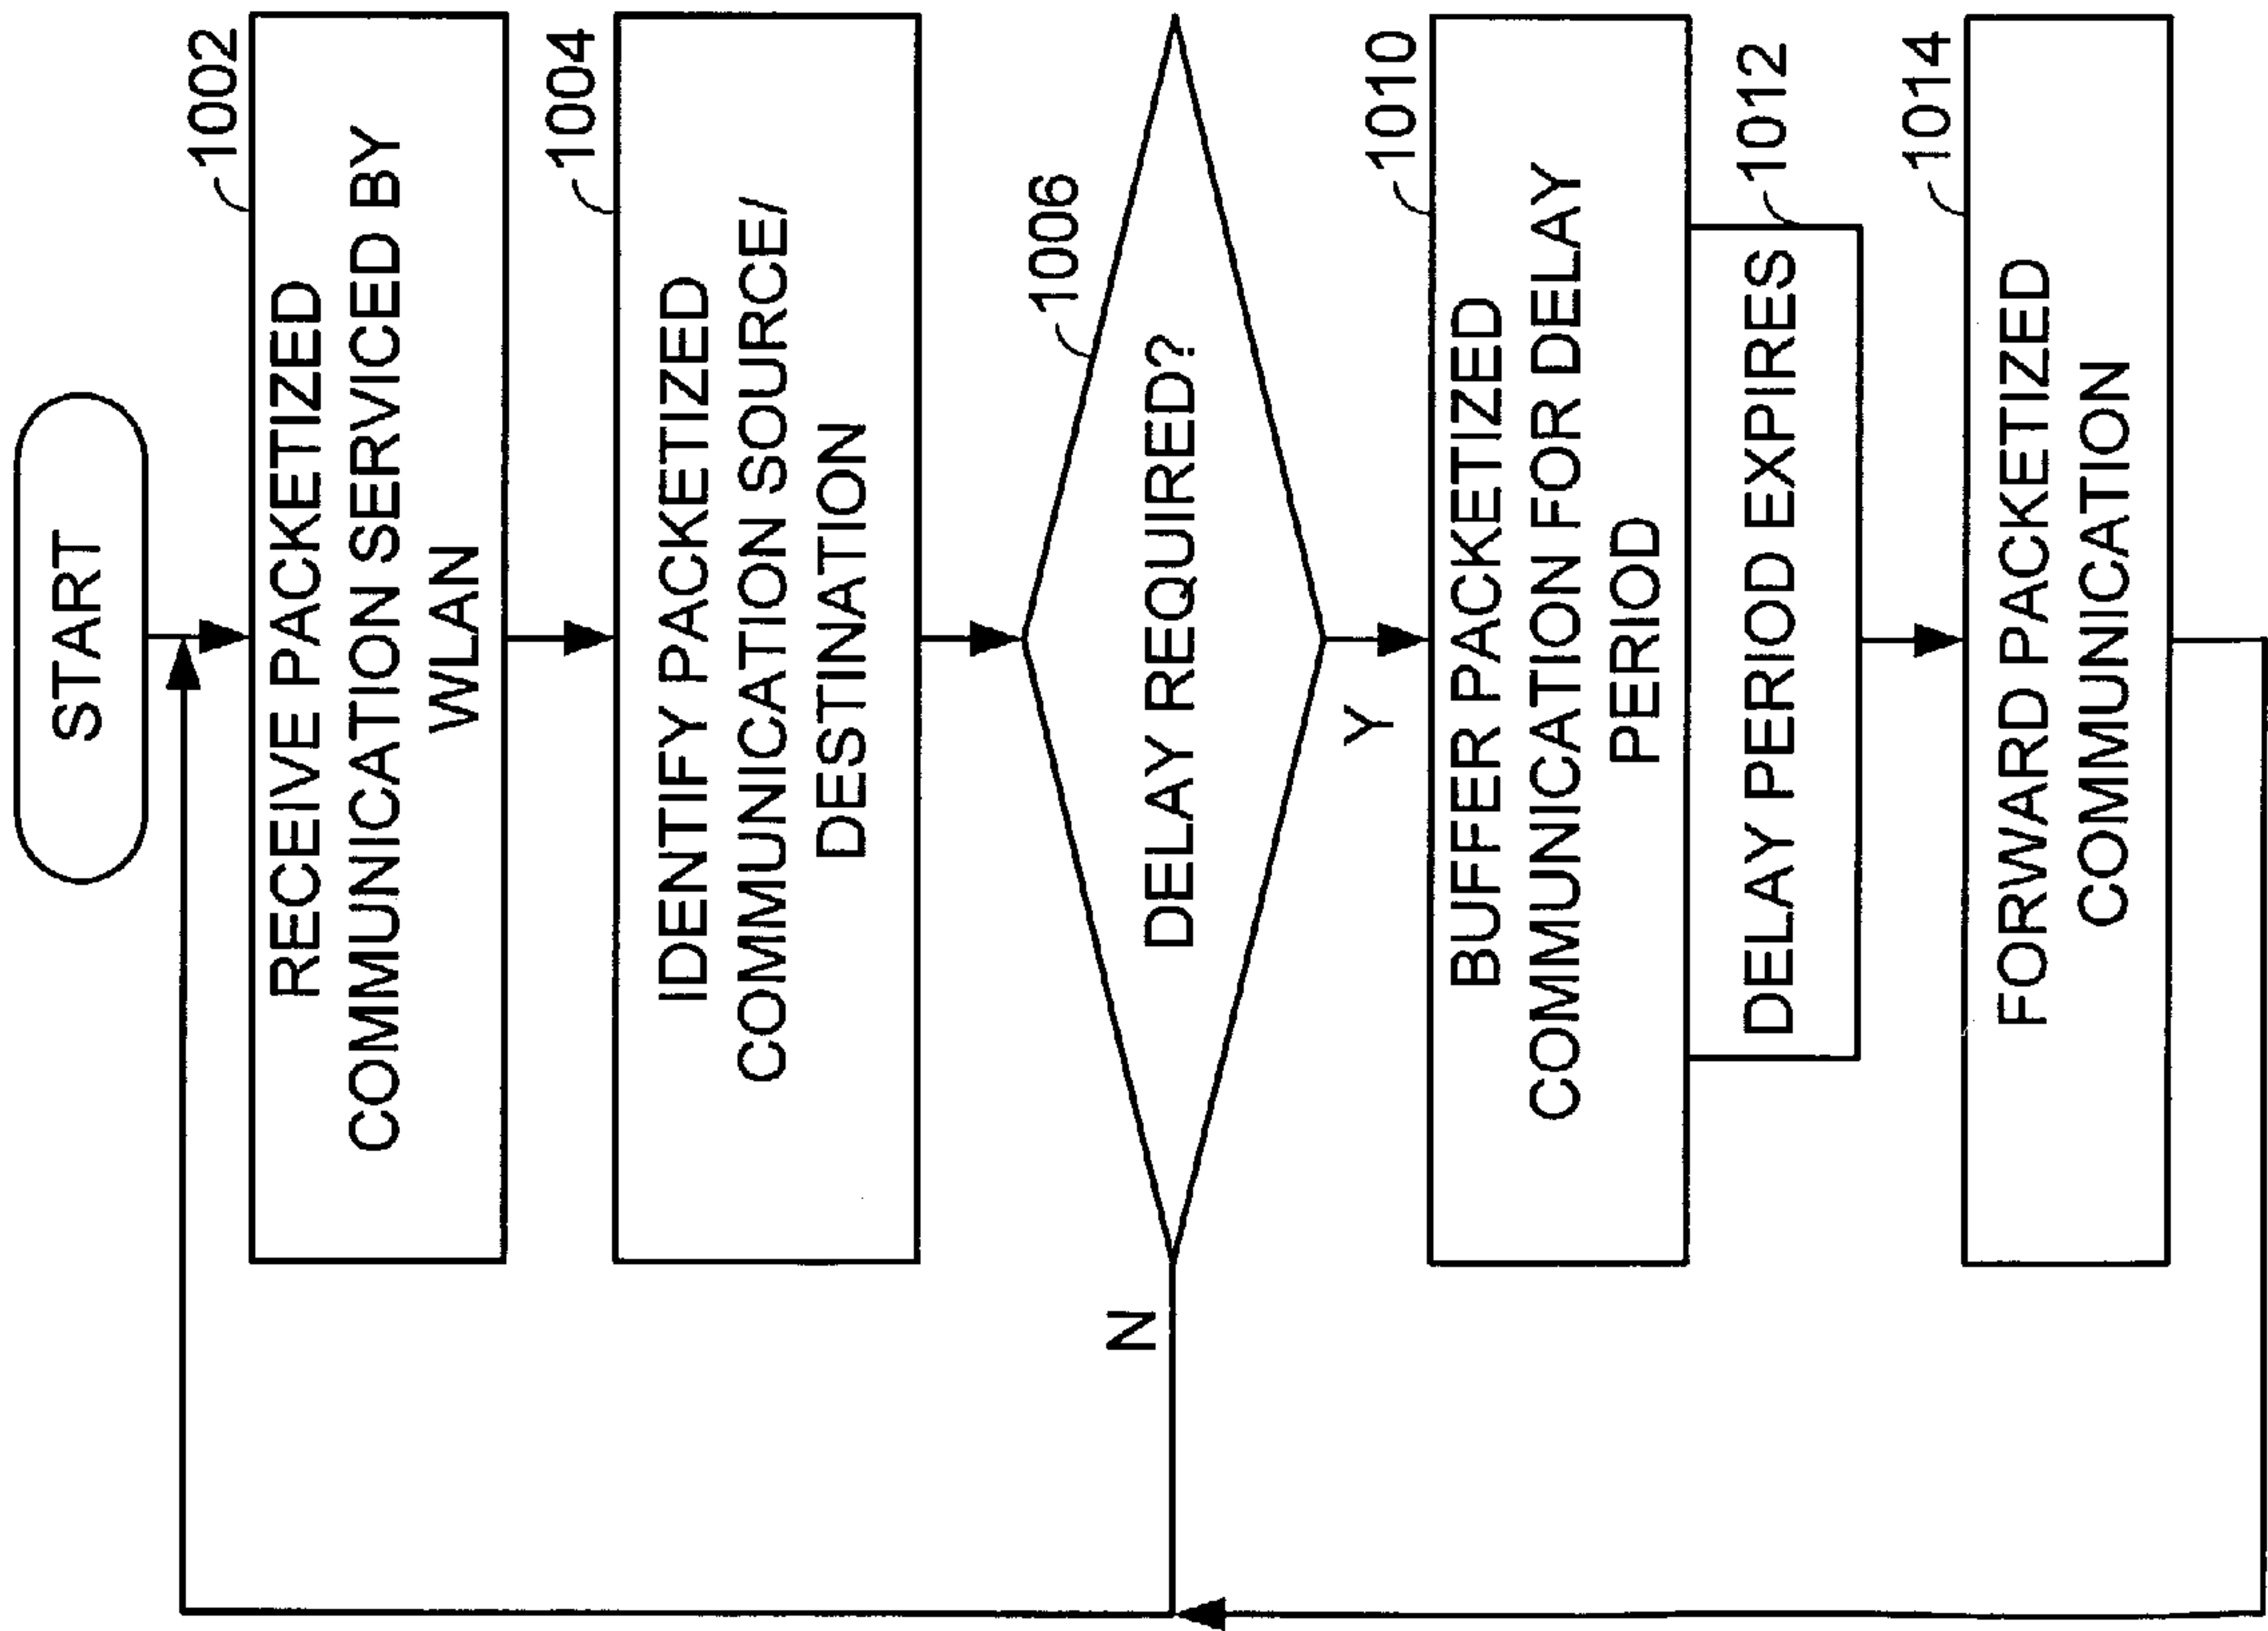 START
1002
RECEIVE PACKETIZED
COMMUNICATION SERVICED BY
WLAN
1004
IDENTIFY PACKETIZED
COMMUNICATION SOURCE/
DESTINATION
1006
DELAY REQUIRED?
N
Y
1010
BUFFER PACKETIZED
COMMUNICATION FOR DELAY
PERIOD
1012
DELAY PERIOD EXPIRES
1014
FORWARD PACKETIZED
COMMUNICATION